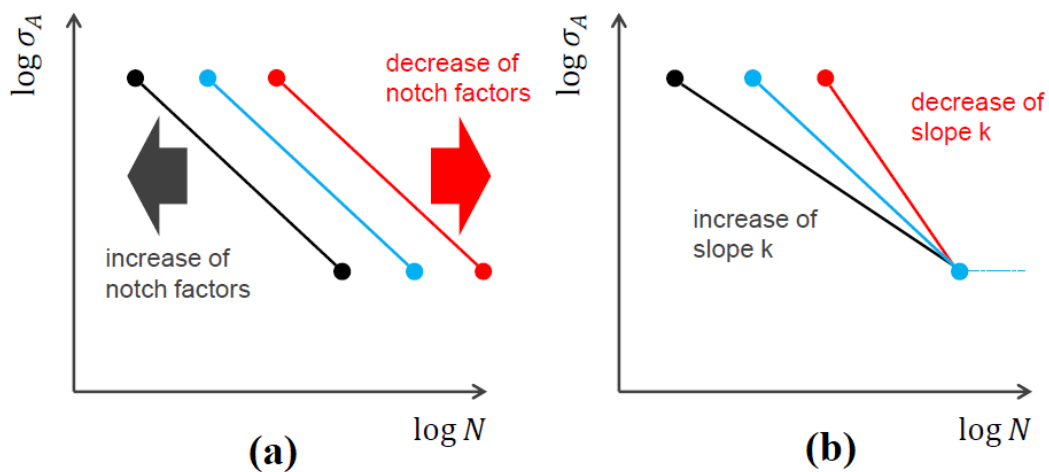 log σ_A
decrease of
notch factors
increase of
notch factors
log N
(a)
log σ_A
decrease of
slope k
increase of
slope k
log N
(b)